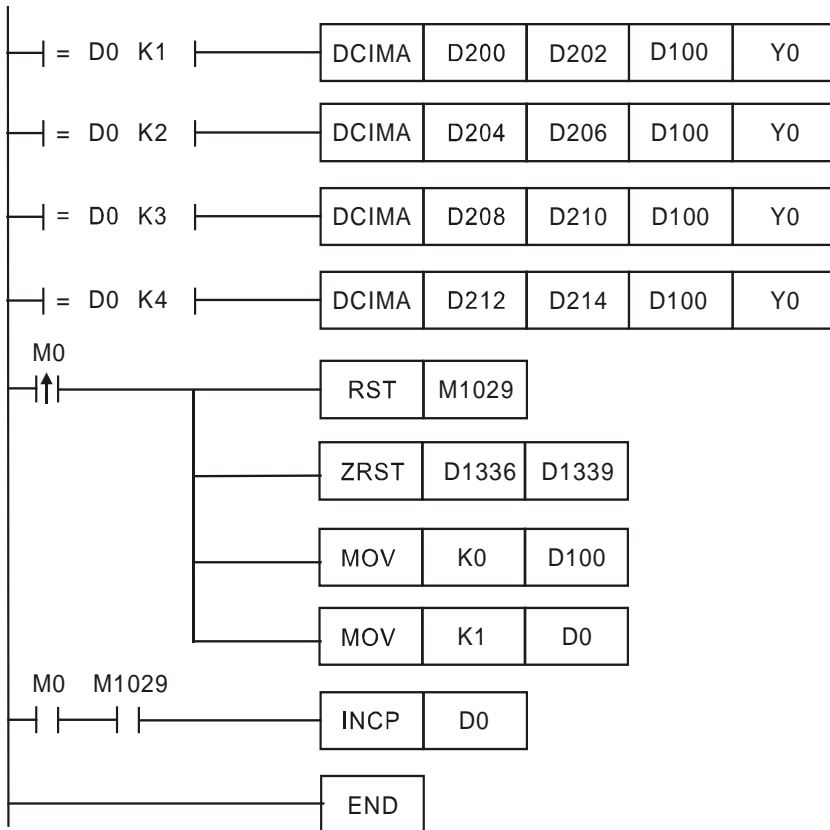 = D0 K1 DCIMA D200 D202 D100 Y0
= D0 K2 DCIMA D204 D206 D100 Y0
= D0 K3 DCIMA D208 D210 D100 Y0
= D0 K4 DCIMA D212 D214 D100 Y0
M0
RST M1029
ZRST D1336 D1339
MOV K0 D100
MOV K1 D0
M0 M1029
INCP D0
END